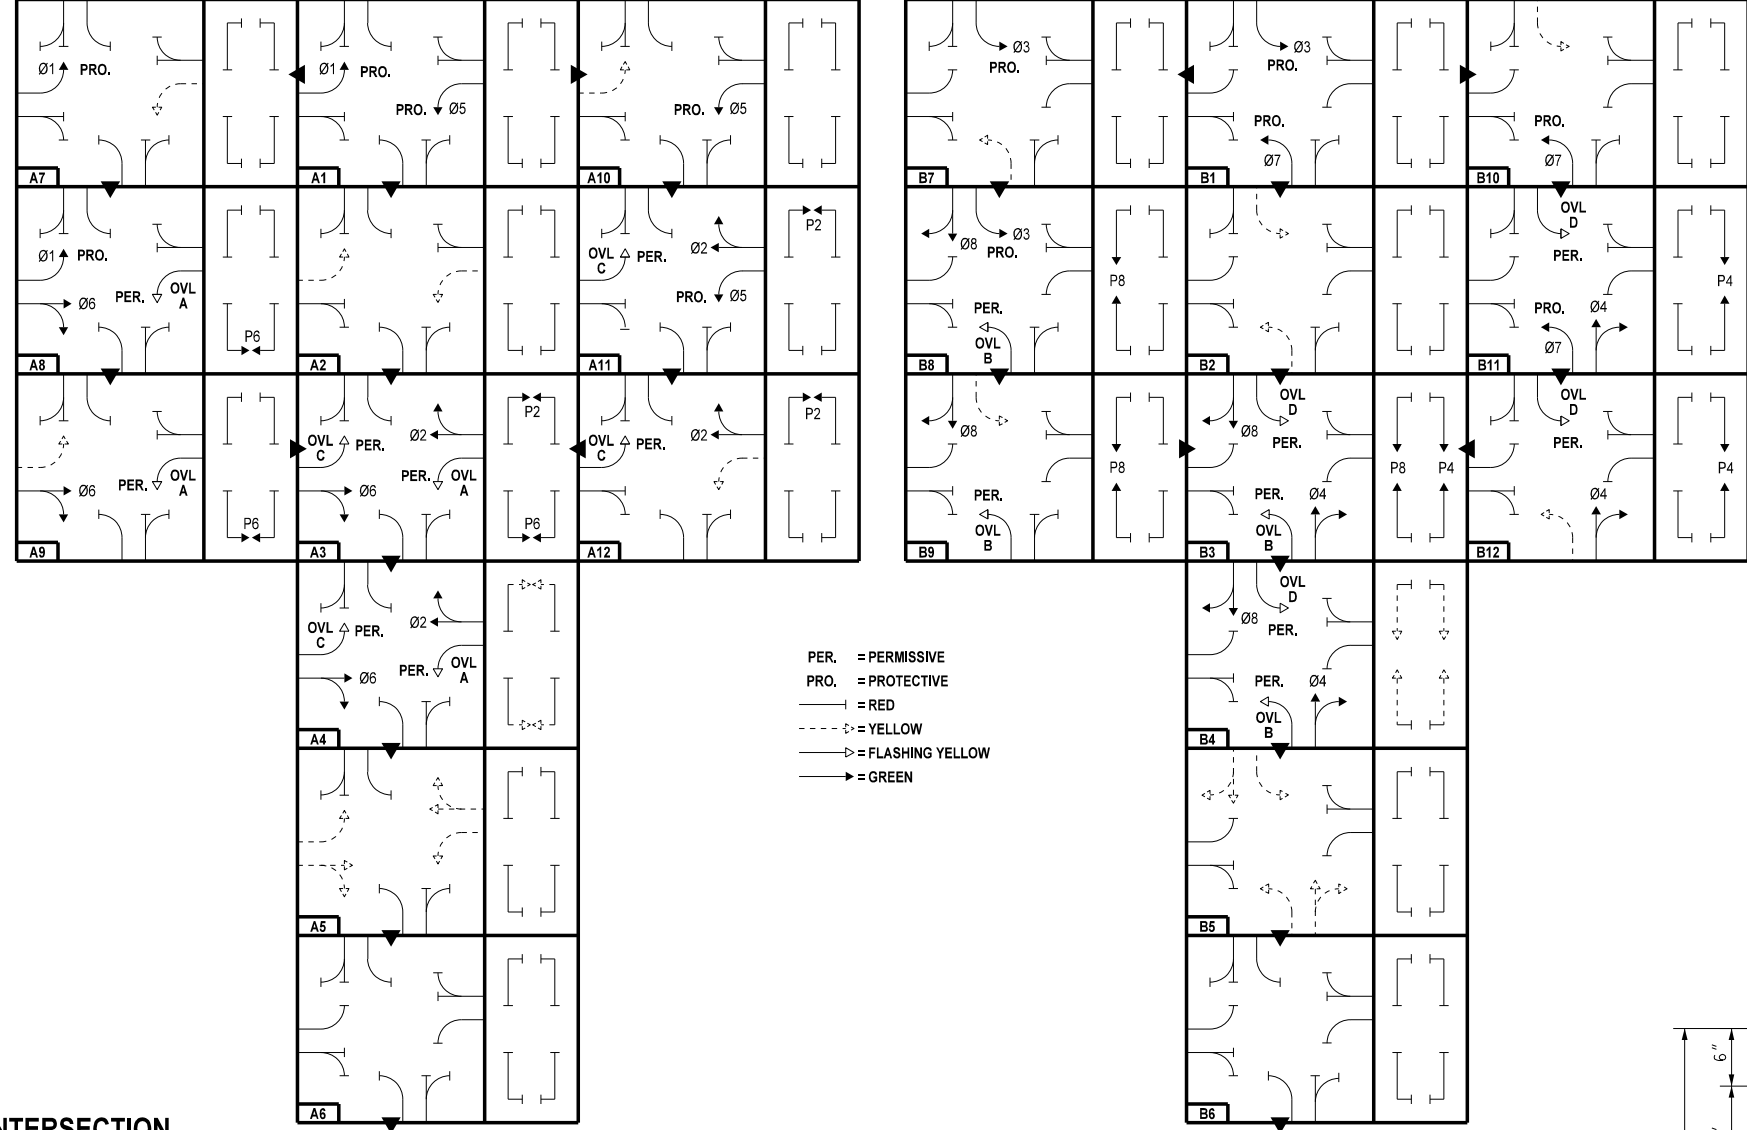 Ø1 PRO.
A7
Ø1 PRO.
PRO. Ø5
A1
PRO. Ø5
A10
Ø3
PRO.
B7
Ø3
PRO.
PRO.
Ø7
B1
PRO.
Ø7
B10
Ø1 PRO.
Ø6
PER. OVL
A
P6
A8
A2
OVL
C
PER.
Ø2
PRO. Ø5
P2
A11
Ø8
Ø3
PRO.
PER.
OVL
B
P8
B8
B2
OVL
D
PER.
PRO.
Ø7
Ø4
P4
B11
PER. OVL
A
Ø6
P6
A9
OVL
C
PER.
Ø2
PER. OVL
A
Ø6
P2
P6
A3
OVL
C
PER.
Ø2
P2
A12
Ø8
PER.
OVL
B
P8
B9
Ø8
OVL
D
PER.
PER.
OVL
B
Ø4
P8 P4
B3
OVL
D
PER.
Ø4
P4
B12
OVL
C
PER.
Ø2
PER. OVL
A
Ø6
A4
PER. = PERMISSIVE
PRO. = PROTECTIVE
= RED
= YELLOW
= FLASHING YELLOW
= GREEN
Ø8
OVL
D
PER.
PER.
OVL
B
Ø4
B4
A5
B5
A6
B6
6"
NTERSECTION